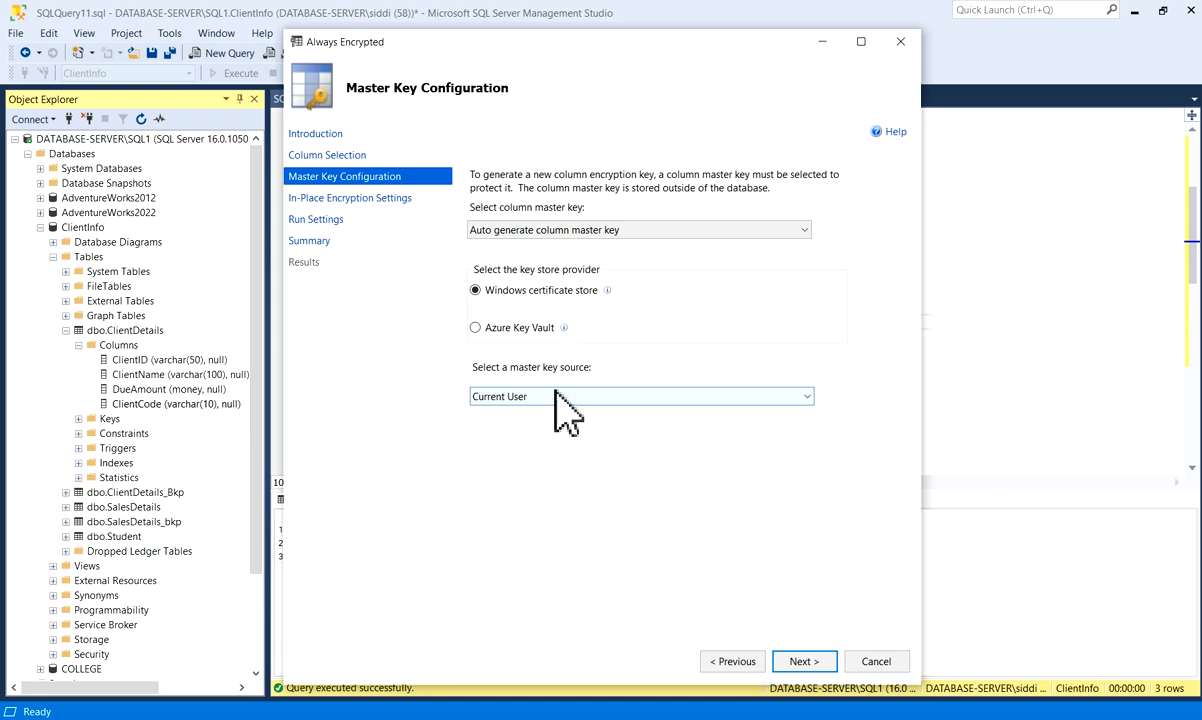 SQLQuery11.sql - DATABASE-SERVER\SQL1.ClientInfo (DATABASE-SERVER\siddi (58))* - Microsoft SQL Server Management Studio
Quick Launch (Ctrl+Q)
File Edit View Project Tools Window Help
New Query
ClientInfo
Execute
Always Encrypted
Master Key Configuration
Help
Introduction
Column Selection
Master Key Configuration
In-Place Encryption Settings
Run Settings
Summary
Results
To generate a new column encryption key, a column master key must be selected to
protect it. The column master key is stored outside of the database.
Select column master key:
Auto generate column master key
Select the key store provider
Windows certificate store
Azure Key Vault
Select a master key source:
Current User
< Previous
Next >
Cancel
Object Explorer
Connect
DATABASE-SERVER\SQL1 (SQL Server 16.0.1050
Databases
System Databases
Database Snapshots
AdventureWorks2012
AdventureWorks2022
ClientInfo
Database Diagrams
Tables
System Tables
FileTables
External Tables
Graph Tables
dbo.ClientDetails
Columns
ClientID (varchar(50), null)
ClientName (varchar(100), null)
DueAmount (money, null)
ClientCode (varchar(10), null)
Keys
Constraints
Triggers
Indexes
Statistics
dbo.ClientDetails_Bkp
dbo.SalesDetails
dbo.SalesDetails_bkp
dbo.Student
Dropped Ledger Tables
Views
External Resources
Synonyms
Programmability
Service Broker
Storage
Security
COLLEGE
SC
10
1
2
3
Query executed successfully.
DATABASE-SERVER\SQL1 (16.0 ...
DATABASE-SERVER\siddi ...
ClientInfo
00:00:00
3 rows
Ready